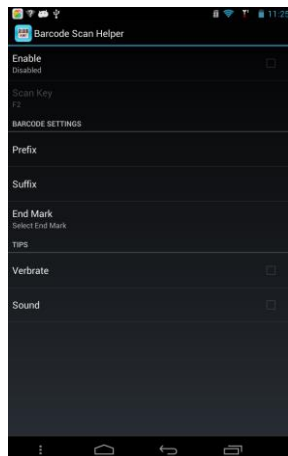 11:25
Barcode Scan Helper
Enable
Disabled
Scan Key
F2
BARCODE SETTINGS
Prefix
Suffix
End Mark
Select End Mark
TIPS
Verbrate
Sound